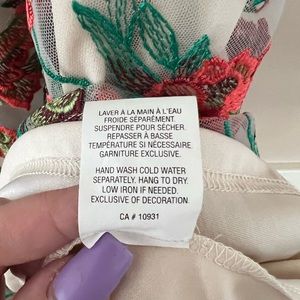 LAVER À LA MAIN À L'EAU
FROIDE SÉPARÉMENT.
SUSPENDRE POUR SÉCHER.
REPASSER À BASSE
TEMPÉRATURE SI NÉCESSAIRE
GARNITURE EXCLUSIVE.
HAND WASH COLD WATER
SEPARATELY. HANG TO DRY.
LOW IRON IF NEEDED.
EXCLUSIVE OF DECORATION.
CA # 10931